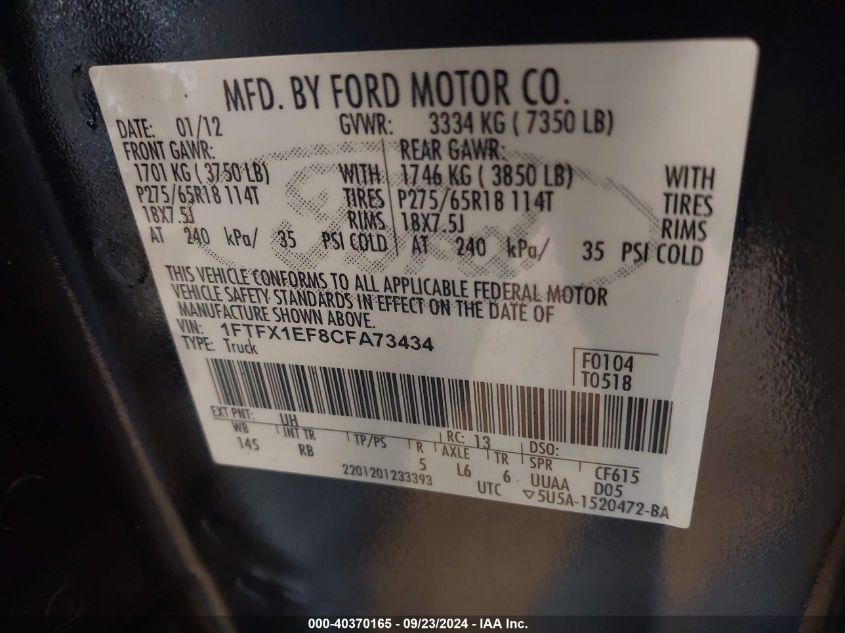 MFD. BY FORD MOTOR CO.
DATE: 01/12 GVWR: 3334 KG ( 7350 LB)
FRONT GAWR: REAR GAWR:
1701 KG ( 3750 LB) WITH 1746 KG ( 3850 LB) WITH
P275/65R18 114T TIRES P275/65R18 114T TIRES
18X7.5J RIMS 18X7.5J RIMS
AT 240 kPa/ 35 PSI COLD AT 240 kPa/ 35 PSI COLD
THIS VEHICLE CONFORMS TO ALL APPLICABLE FEDERAL MOTOR
VEHICLE SAFETY STANDARDS IN EFFECT ON THE DATE OF
MANUFACTURE SHOWN ABOVE.
VIN: 1FTFX1EF8CFA73434
TYPE: Truck
F0104
T0518
EXT PNT: UH RC: 13 DSO:
WB INT TR TP/PS R AXLE TR SPR CF615
145 RB 5 L6 6 UUAA D05
2201201233393 UTC ▽5U5A-1520472-BA
000-40370165 - 09/23/2024 - IAA Inc.